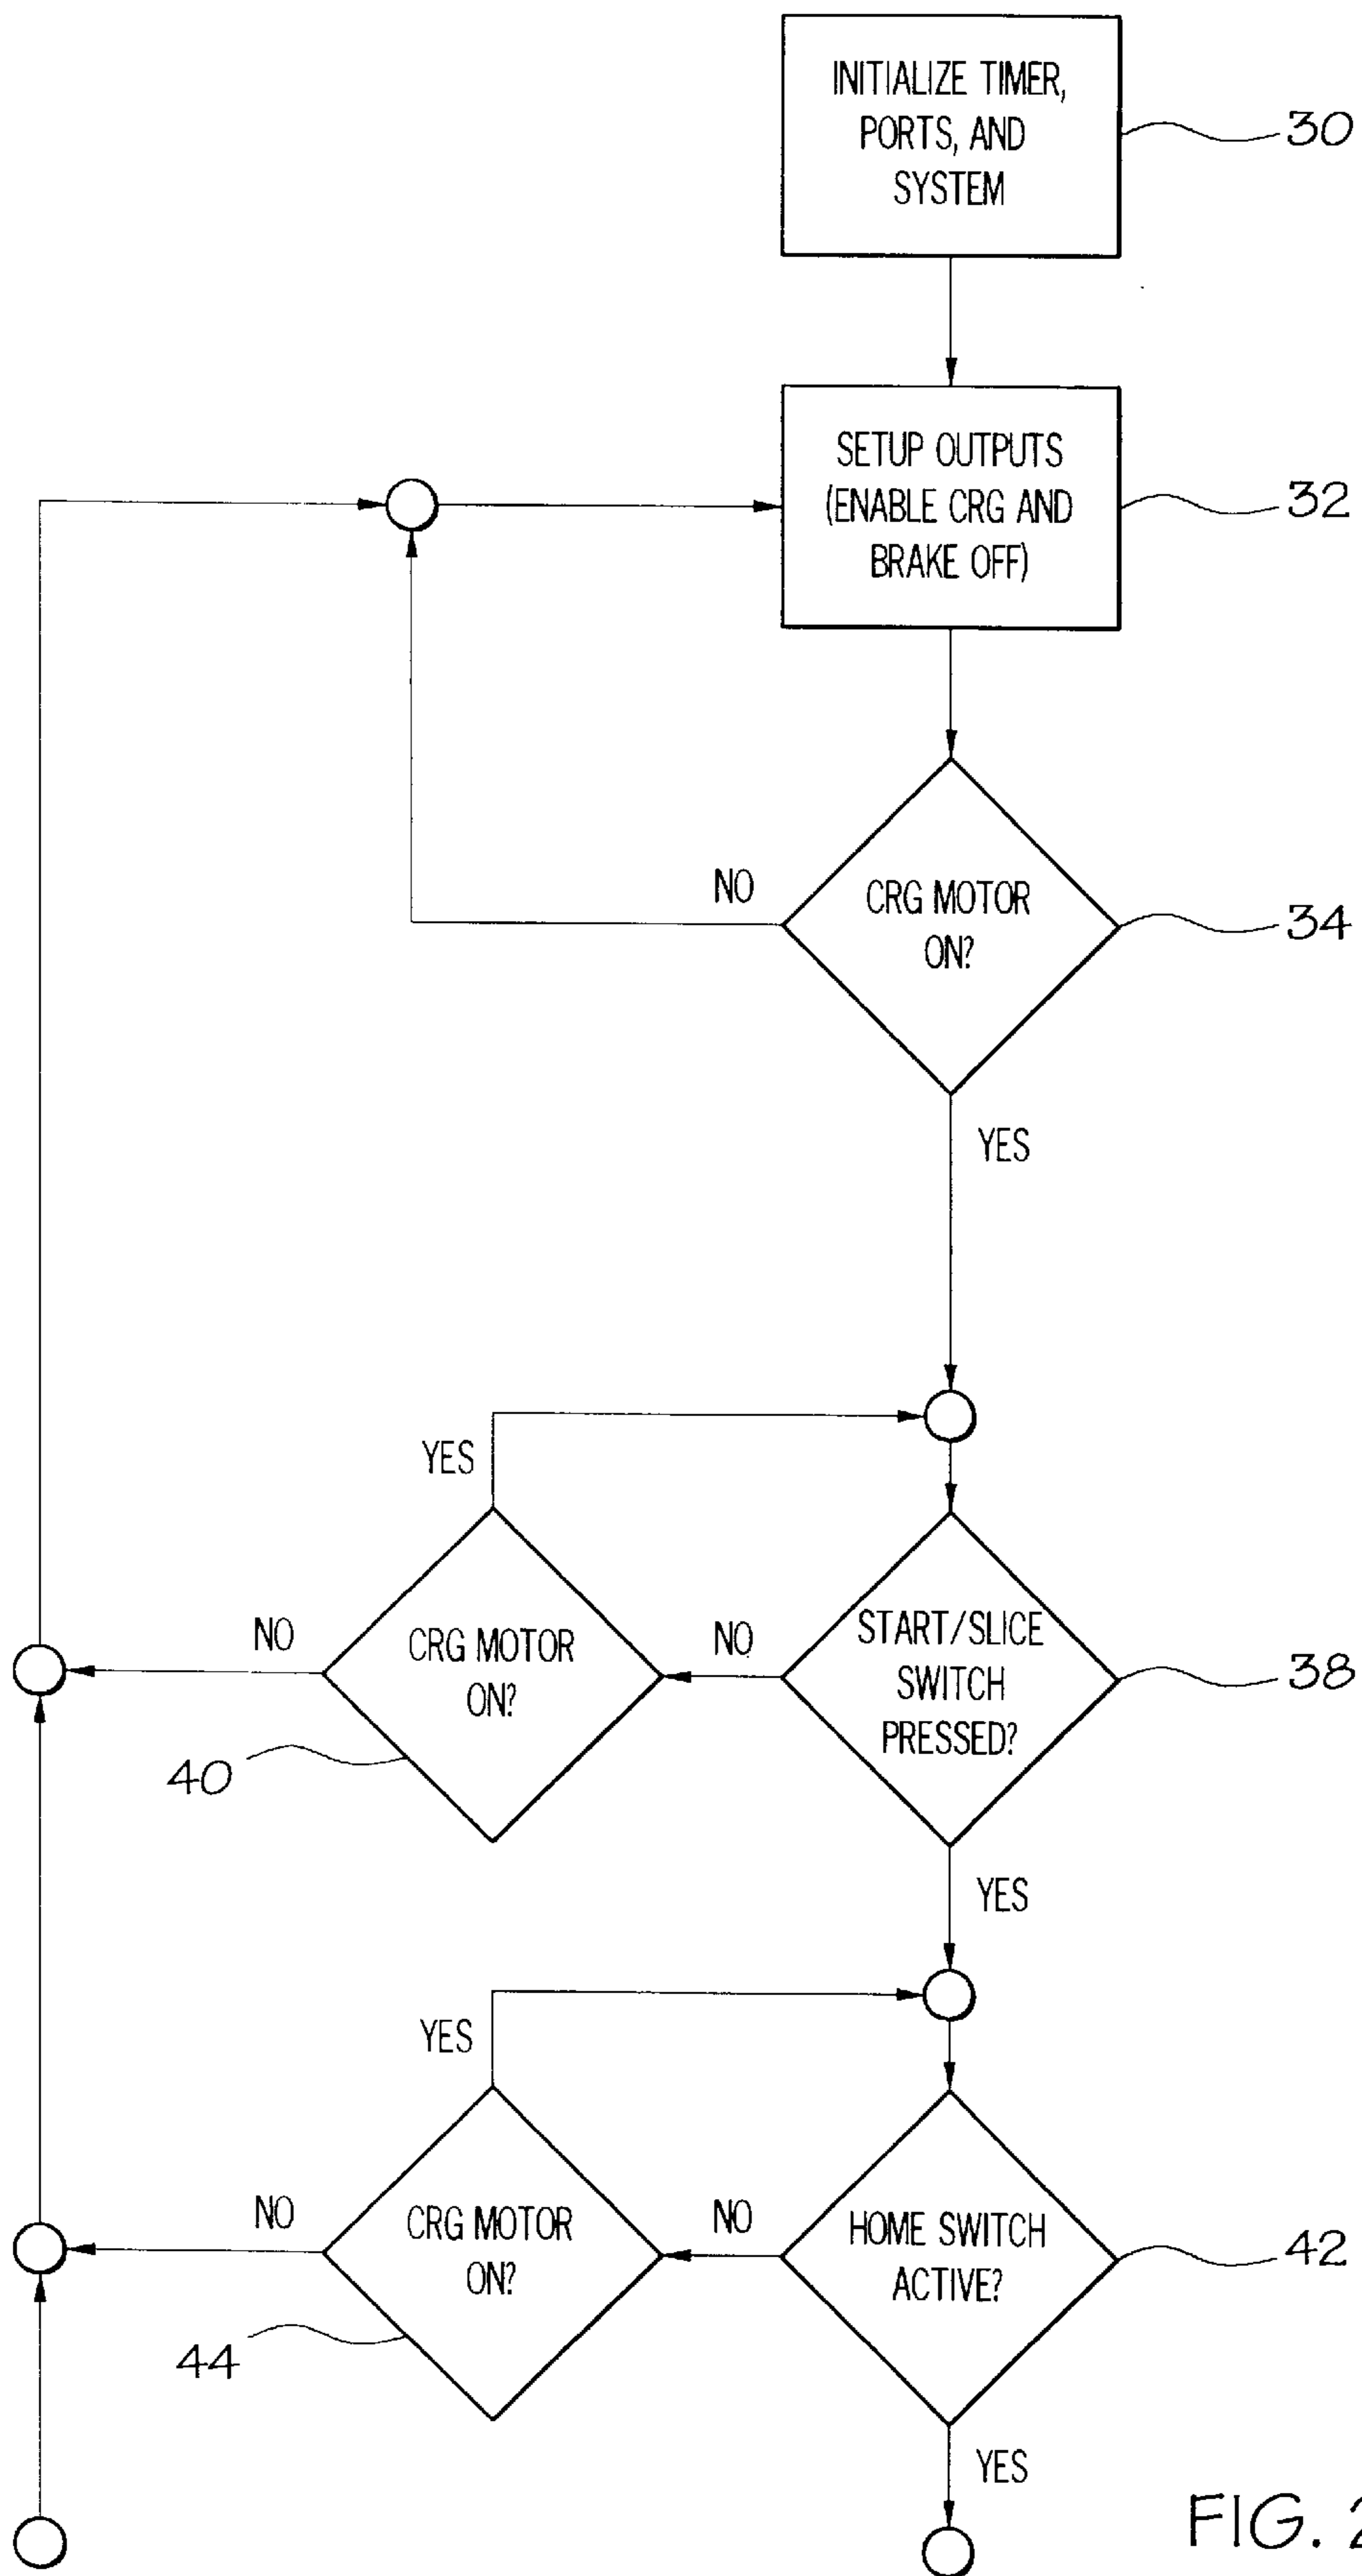 INITIALIZE TIMER,
PORTS, AND
SYSTEM
30
SETUP OUTPUTS
(ENABLE CRG AND
BRAKE OFF)
32
NO
CRG MOTOR
ON?
34
YES
YES
NO
CRG MOTOR
ON?
40
NO
START/SLICE
SWITCH
PRESSED?
38
YES
YES
NO
CRG MOTOR
ON?
44
NO
HOME SWITCH
ACTIVE?
42
YES
FIG. 2